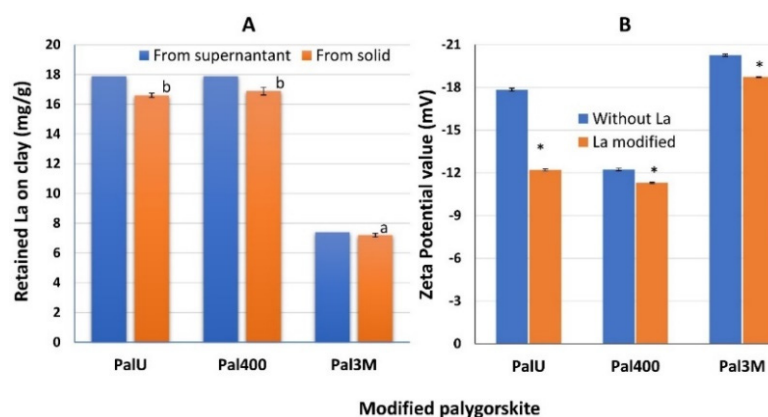 A
B
Retained La on clay (mg/g)
20
18
16
14
12
10
8
6
4
2
0
From supernantant
From solid
b
b
a
PalU
Pal400
Pal3M
Zeta Potential value (mV)
-21
-18
-15
-12
-9
-6
-3
0
Without La
La modified
*
*
*
PalU
Pal400
Pal3M
Modified palygorskite